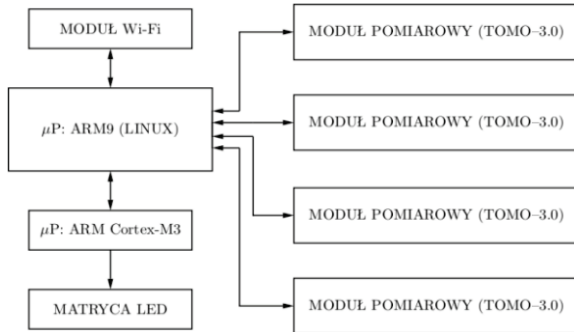 MODUŁ Wi-Fi
μP: ARM9 (LINUX)
μP: ARM Cortex-M3
MATRYCA LED
MODUŁ POMIAROWY (TOMO–3.0)
MODUŁ POMIAROWY (TOMO–3.0)
MODUŁ POMIAROWY (TOMO–3.0)
MODUŁ POMIAROWY (TOMO–3.0)